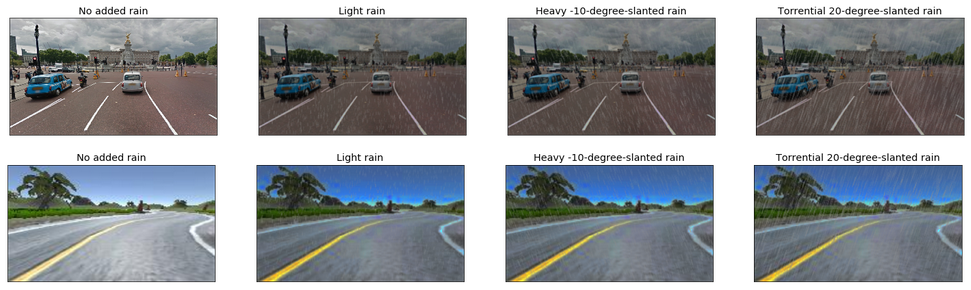 No added rain
Light rain
Heavy -10-degree-slanted rain
Torrential 20-degree-slanted rain
No added rain
Light rain
Heavy -10-degree-slanted rain
Torrential 20-degree-slanted rain